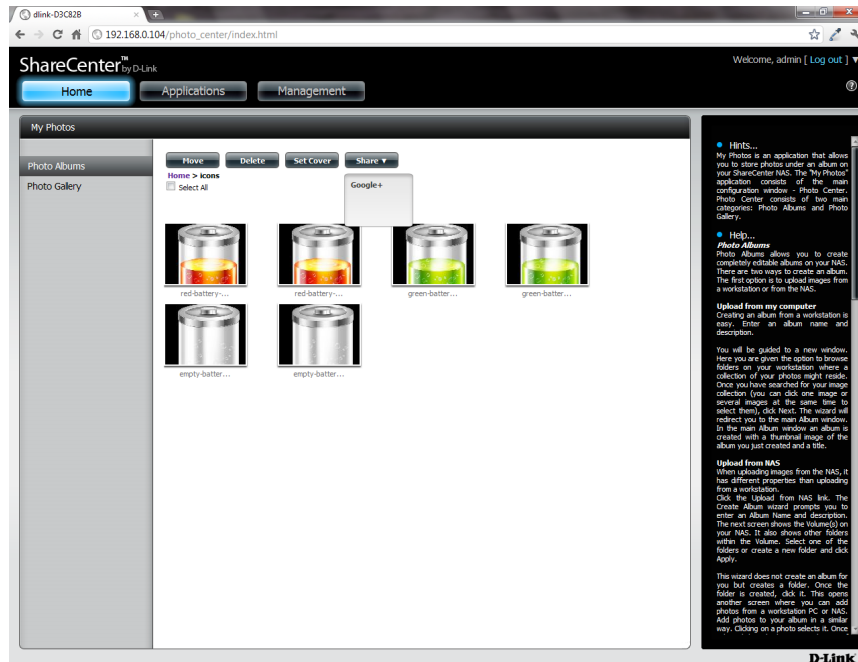 dlink-D3C82B
192.168.0.104/photo_center/index.html
ShareCenter™ by D-Link
Welcome, admin [ Log out ] ▼
Home Applications Management
My Photos
Photo Albums
Photo Gallery
Move Delete Set Cover Share ▼
Home > icons
Select All
Google+
red-battery-... red-battery-... green-batter... green-batter...
empty-batter... empty-batter...
Hints...
My Photos is an application that allows
you to store photos under an album on
your ShareCenter NAS. The "My Photos"
application consists of the main
configuration window - Photo Center.
Photo Center consists of two main
categories: Photo Albums and Photo
Gallery.
Help...
Photo Albums
Photo Albums allows you to create
completely editable albums on your NAS.
There are two ways to create an album.
The first option is to upload images from
a workstation or from the NAS.
Upload from my computer
Creating an album from a workstation is
easy. Enter an album name and
description.
You will be guided to a new window.
Here you are given the option to browse
folders on your workstation where a
collection of your photos might reside.
Once you have searched for your image
collection (you can click one image or
several images at the same time to
select them), click Next. The wizard will
redirect you to the main Album window.
In the main Album window an album is
created with a thumbnail image of the
album you just created and a title.
Upload from NAS
When uploading images from the NAS, it
has different properties than uploading
from a workstation.
Click the Upload from NAS link. The
Create Album wizard prompts you to
enter an Album Name and description.
The next screen shows the Volume(s) on
your NAS. It also shows other folders
within the Volume. Select one of the
folders or create a new folder and click
Apply.
This wizard does not create an album for
you but creates a folder. Once the
folder is created, click it. This opens
another screen where you can add
photos from a workstation PC or NAS.
Add photos to your album in a similar
way. Clicking on a photo selects it. Once
D-Link